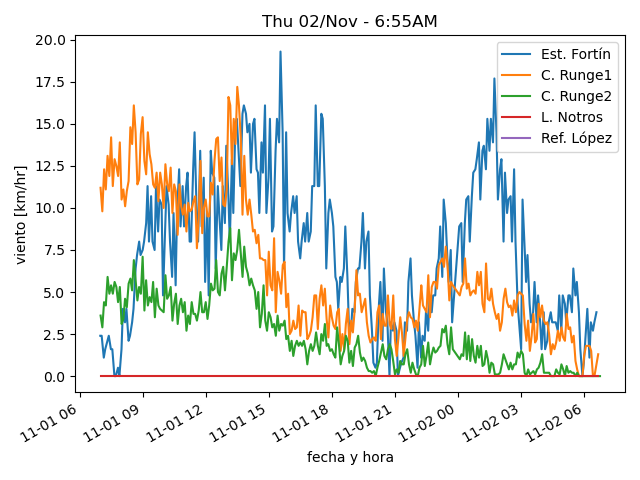 Thu 02/Nov - 6:55AM
20.0
17.5
15.0
12.5
10.0
7.5
5.0
2.5
0.0
viento [km/hr]
Est. Fortín
C. Runge1
C. Runge2
L. Notros
Ref. López
11-01 06
11-01 09
11-01 12
11-01 15
11-01 18
11-01 21
11-02 00
11-02 03
11-02 06
fecha y hora